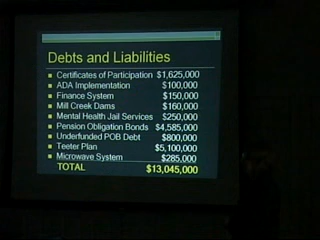 Debts and Liabilities
Certificates of Participation $1,625,000
ADA Implementation $100,000
Finance System $150,000
Mill Creek Dams $160,000
Mental Health Jail Services $250,000
Pension Obligation Bonds $4,585,000
Underfunded POB Debt $800,000
Teeter Plan $5,100,000
Microwave System $285,000
TOTAL $13,045,000